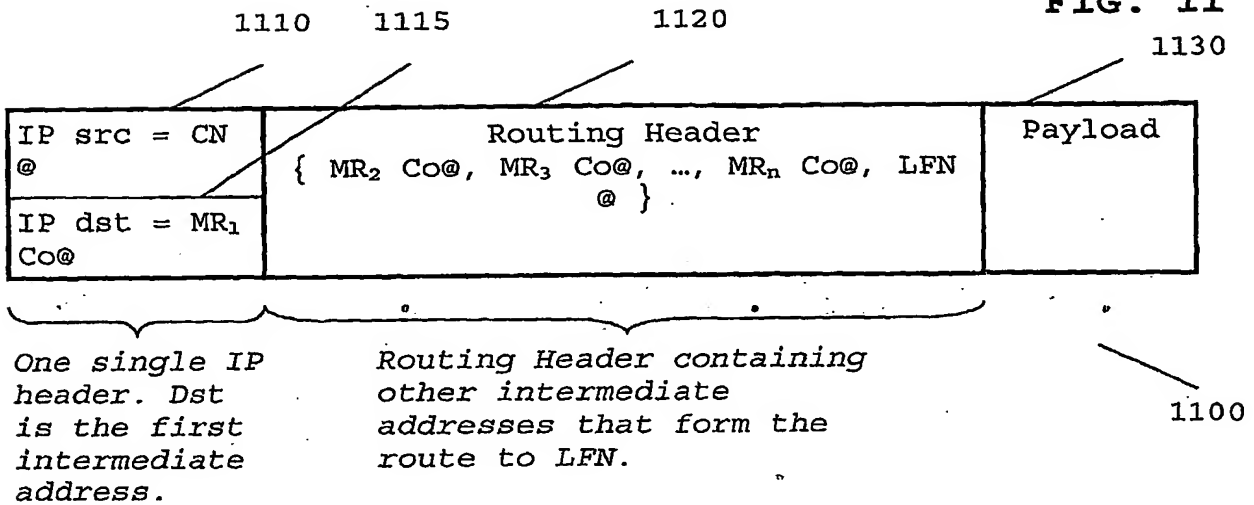 FIG. 11
1110 1115 1120
1130
IP src = CN
@
IP dst = MR₁
Co@
Routing Header
{ MR₂ Co@, MR₃ Co@, …, MRₙ Co@, LFN
@ }
Payload
One single IP
header. Dst
is the first
intermediate
address.
Routing Header containing
other intermediate
addresses that form the
route to LFN.
1100